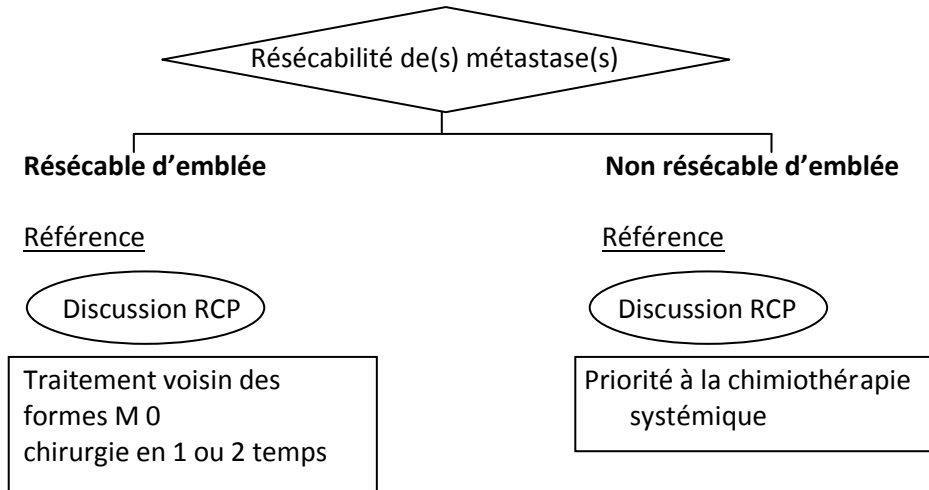 Résécabilité de(s) métastase(s)
Résécable d’emblée
Non résécable d’emblée
Référence
Référence
Discussion RCP
Discussion RCP
Traitement voisin des
formes M 0
chirurgie en 1 ou 2 temps
Priorité à la chimiothérapie
systémique